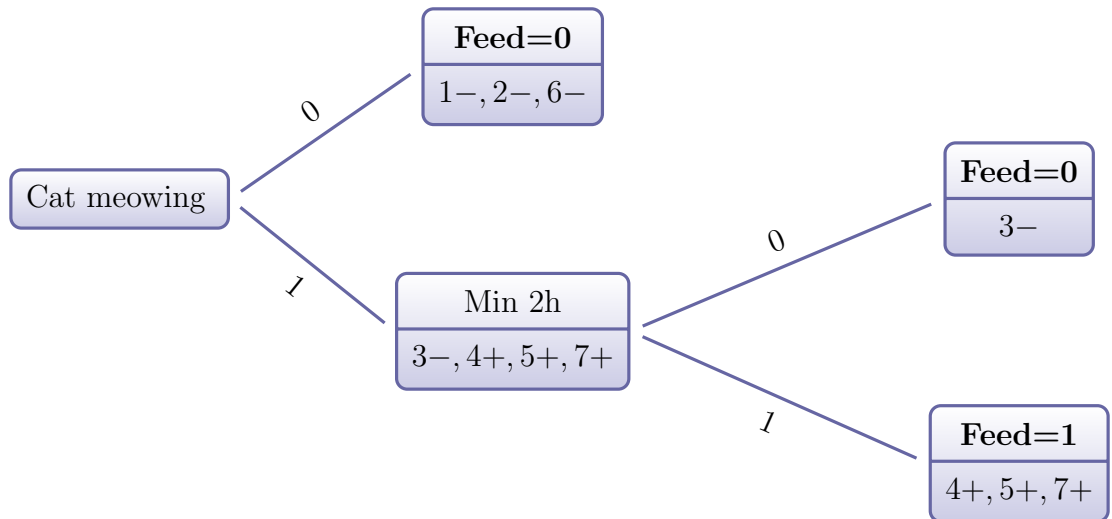 Feed=0
1−, 2−, 6−
0
Cat meowing
1
Min 2h
3−, 4+, 5+, 7+
0
Feed=0
3−
1
Feed=1
4+, 5+, 7+